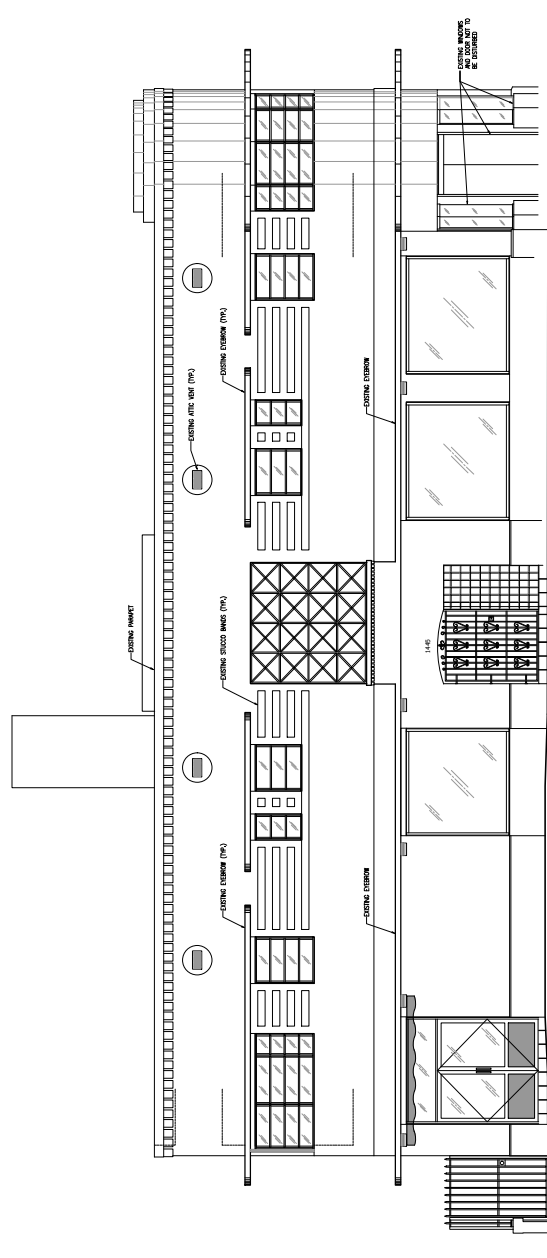 EXISTING WINDOWS
AND DOOR NOT TO
BE DISTURBED
EXISTING EYEBROW (TYP.)
EXISTING ATTIC VENT (TYP.)
EXISTING EYEBROW
EXISTING PARAPET
EXISTING STUCCO BANDS (TYP.)
1445
EXISTING EYEBROW (TYP.)
EXISTING EYEBROW